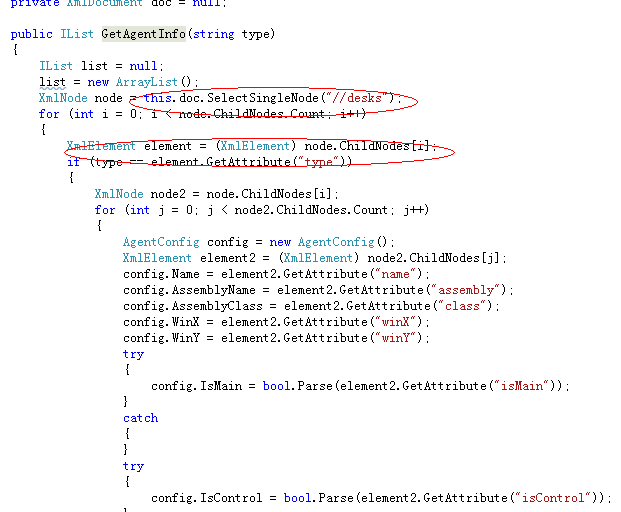 private XmlDocument doc = null;
public IList GetAgentInfo(string type)
{
IList list = null;
list = new ArrayList();
XmlNode node = this.doc.SelectSingleNode("//desks");
for (int i = 0; i < node.ChildNodes.Count; i++)
{
XmlElement element = (XmlElement) node.ChildNodes[i];
if (type == element.GetAttribute("type"))
{
XmlNode node2 = node.ChildNodes[i];
for (int j = 0; j < node2.ChildNodes.Count; j++)
{
AgentConfig config = new AgentConfig();
XmlElement element2 = (XmlElement) node2.ChildNodes[j];
config.Name = element2.GetAttribute("name");
config.AssemblyName = element2.GetAttribute("assembly");
config.AssemblyClass = element2.GetAttribute("class");
config.WinX = element2.GetAttribute("winX");
config.WinY = element2.GetAttribute("winY");
try
{
config.IsMain = bool.Parse(element2.GetAttribute("isMain"));
}
catch
{
}
try
{
config.IsControl = bool.Parse(element2.GetAttribute("isControl"));
}